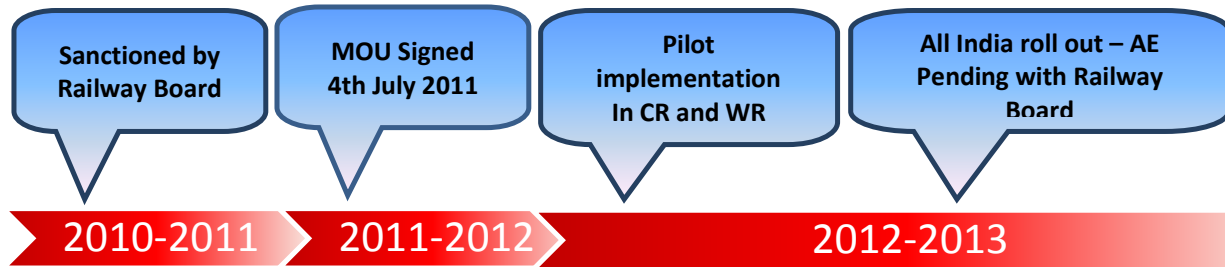 Sanctioned by
Railway Board
MOU Signed
4th July 2011
Pilot
implementation
In CR and WR
All India roll out – AE
Pending with Railway
Board
2010-2011
2011-2012
2012-2013